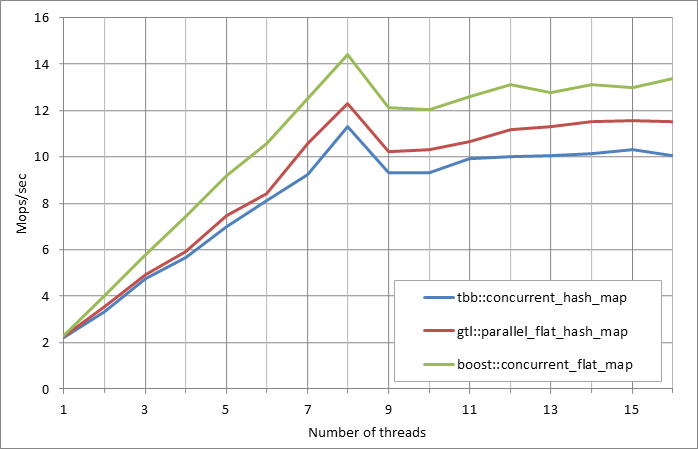 16
14
12
10
8
6
4
2
0
Mops/sec
tbb::concurrent_hash_map
gtl::parallel_flat_hash_map
boost::concurrent_flat_map
1 3 5 7 9 11 13 15
Number of threads